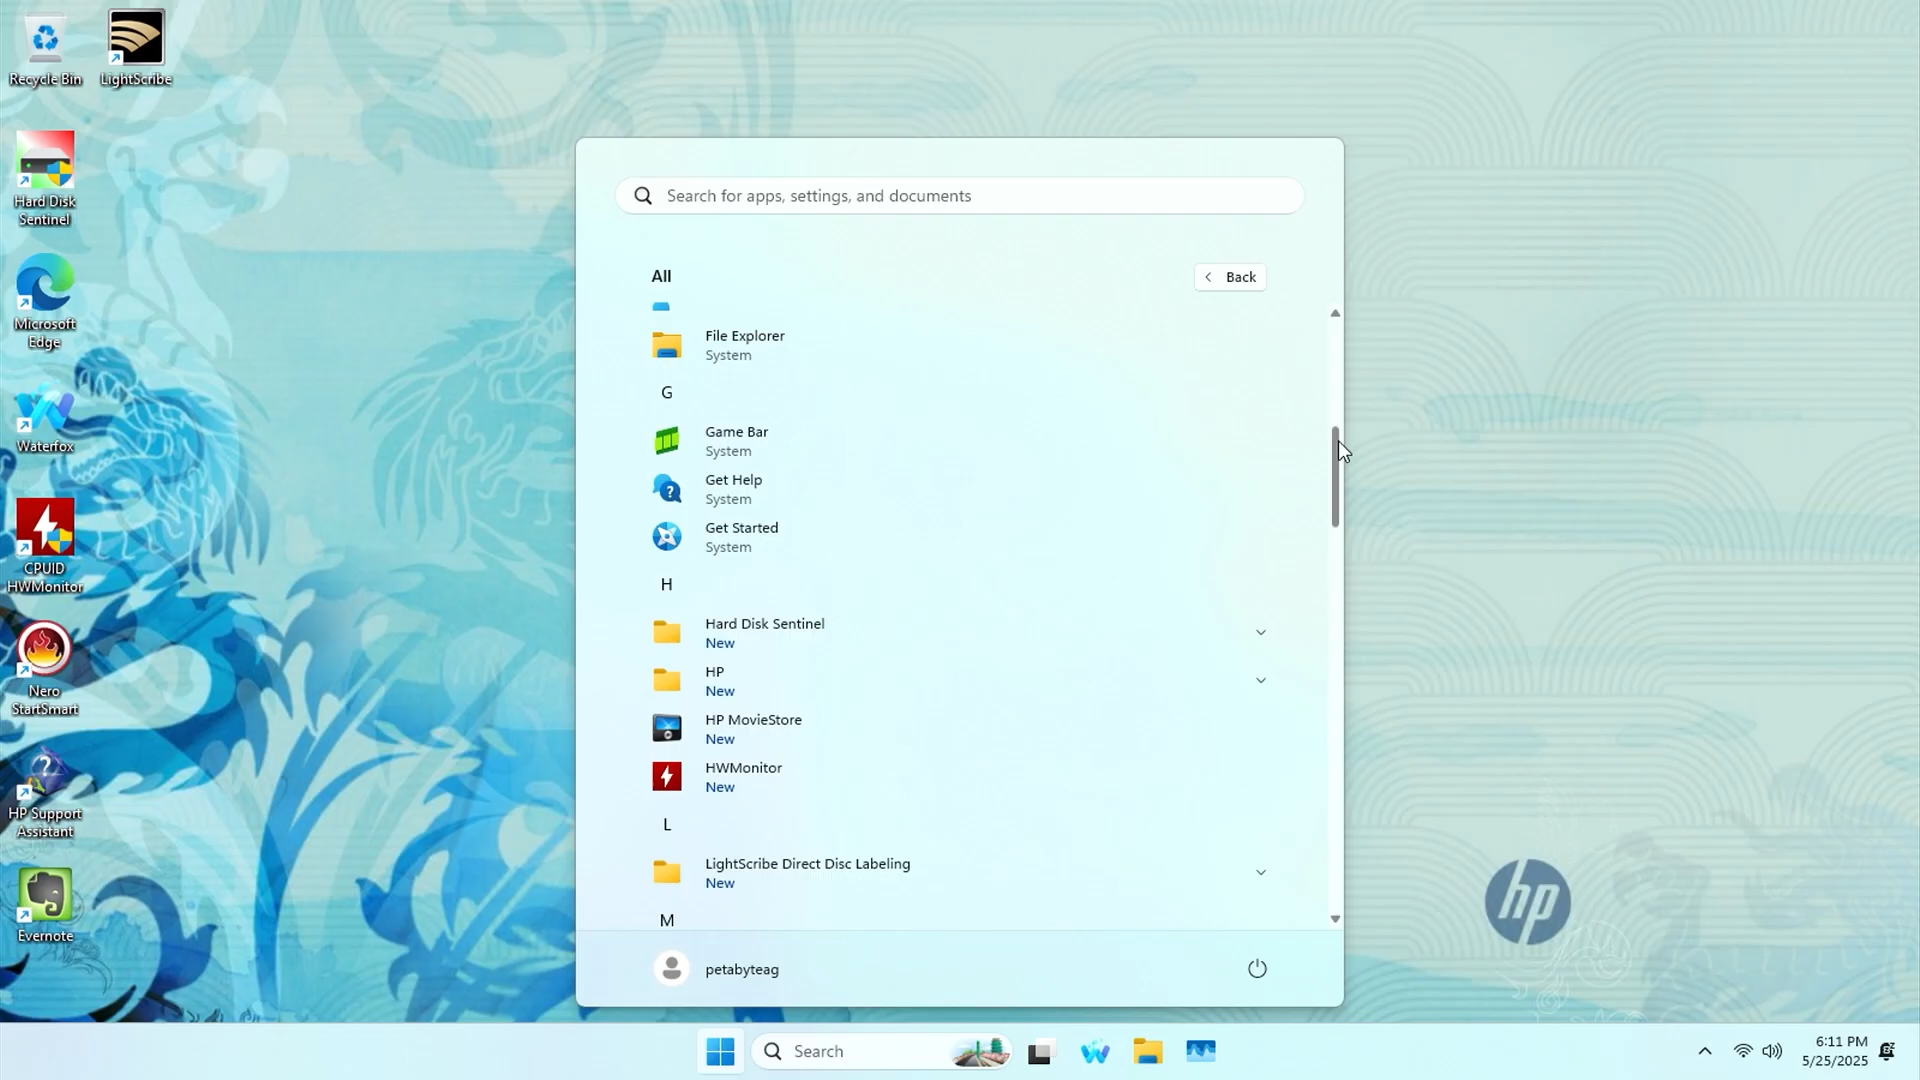 Recycle Bin
LightScribe
Hard Disk
Sentinel
Microsoft
Edge
Waterfox
CPUID
HWMonitor
Nero
StartSmart
HP Support
Assistant
Evernote
Search for apps, settings, and documents
All
Back
File Explorer
System
G
Game Bar
System
Get Help
System
Get Started
System
H
Hard Disk Sentinel
New
HP
New
HP MovieStore
New
HWMonitor
New
L
LightScribe Direct Disc Labeling
New
M
petabyteag
hp
Search
6:11 PM
5/25/2025